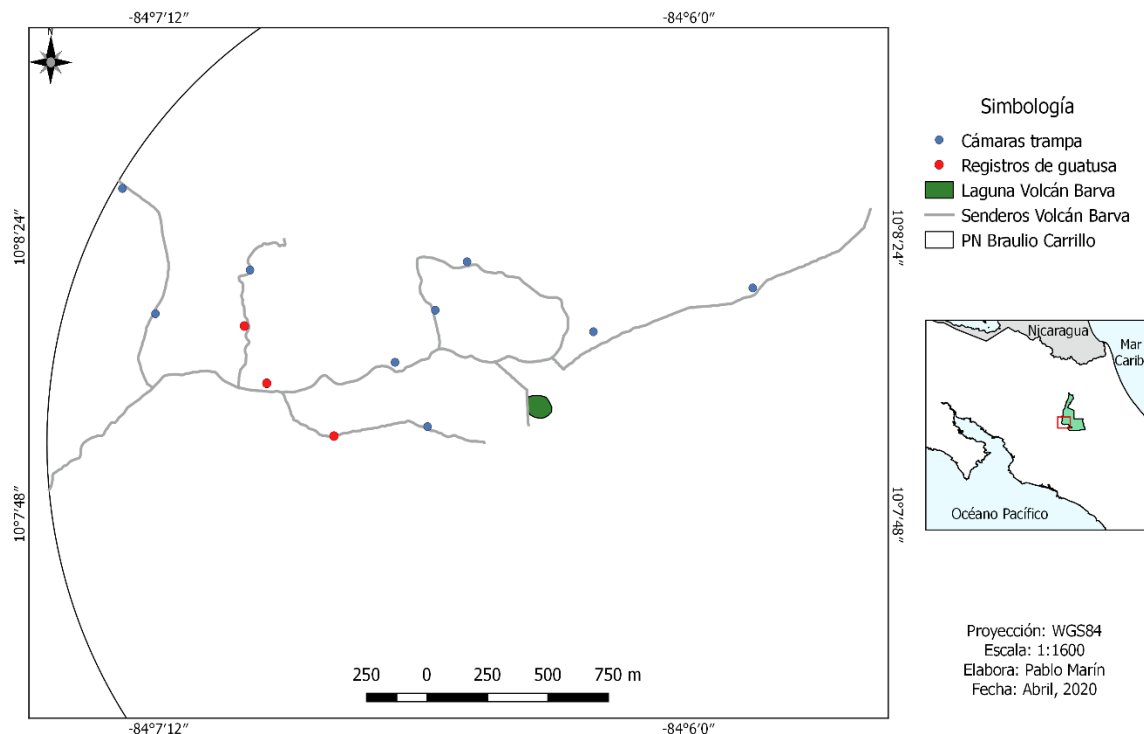 -84°7'12" -84°6'0"
N
10°8'24" 10°8'24"
10°7'48" 10°7'48"
250 0 250 500 750 m
-84°7'12" -84°6'0"
Simbología
Cámaras trampa
Registros de guatusa
Laguna Volcán Barva
Senderos Volcán Barva
PN Braulio Carrillo
Nicaragua
Mar
Carib
Océano Pacífico
Proyección: WGS84
Escala: 1:1600
Elabora: Pablo Marín
Fecha: Abril, 2020